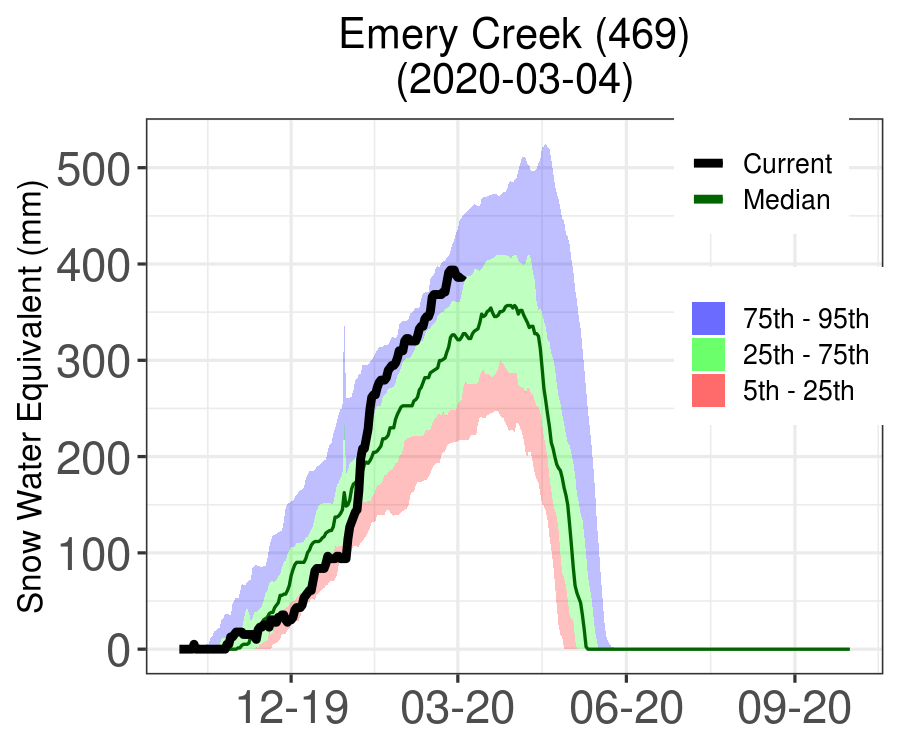 Emery Creek (469)
(2020-03-04)
Snow Water Equivalent (mm)
500
400
300
200
100
0
12-19
03-20
06-20
09-20
Current
Median
75th - 95th
25th - 75th
5th - 25th